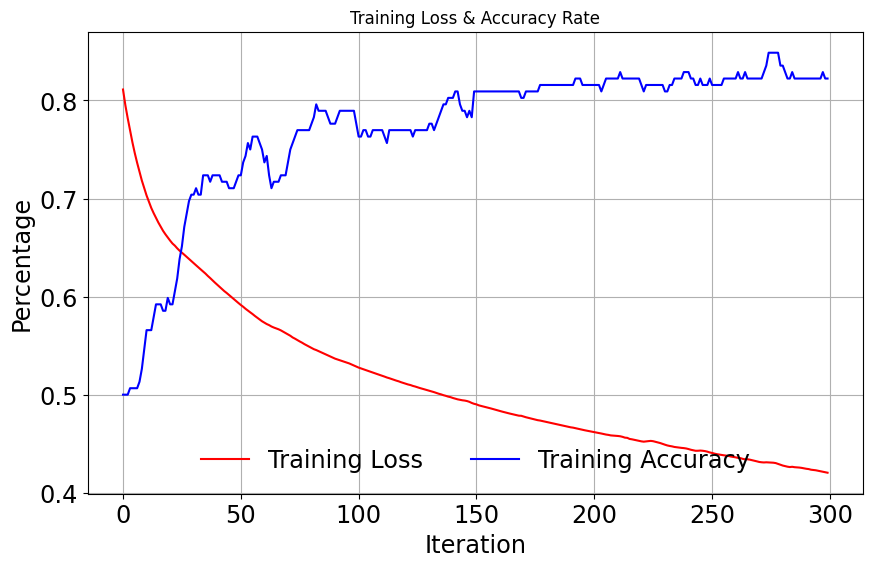 Training Loss & Accuracy Rate
0.8
0.7
0.6
0.5
0.4
Percentage
Training Loss Training Accuracy
0 50 100 150 200 250 300
Iteration